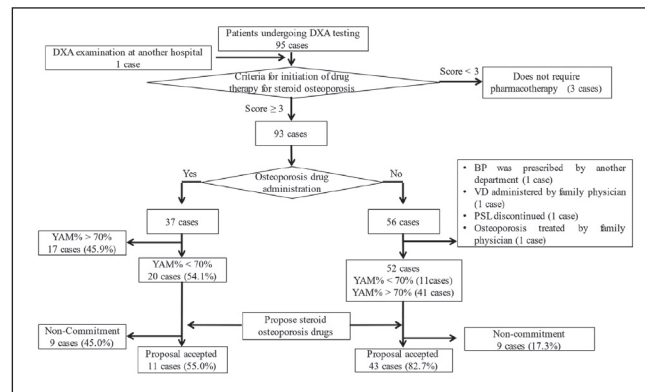 Patients undergoing DXA testing
95 cases
DXA examination at another hospital
1 case
Criteria for initiation of drug
therapy for steroid osteoporosis
Score < 3
Does not require
pharmacotherapy (3 cases)
Score ≥ 3
93 cases
Yes
Osteoporosis drug
administration
No
• BP was prescribed by another
department (1 case)
• VD administered by family physician
(1 case)
• PSL discontinued (1 case)
• Osteoporosis treated by family
physician (1 case)
37 cases
56 cases
YAM% > 70%
17 cases (45.9%)
YAM% < 70%
20 cases (54.1%)
52 cases
YAM% < 70% (11cases)
YAM% > 70% (41 cases)
Propose steroid
osteoporosis drugs
Non-Commitment
9 cases (45.0%)
Non-commitment
9 cases (17.3%)
Proposal accepted
11 cases (55.0%)
Proposal accepted
43 cases (82.7%)